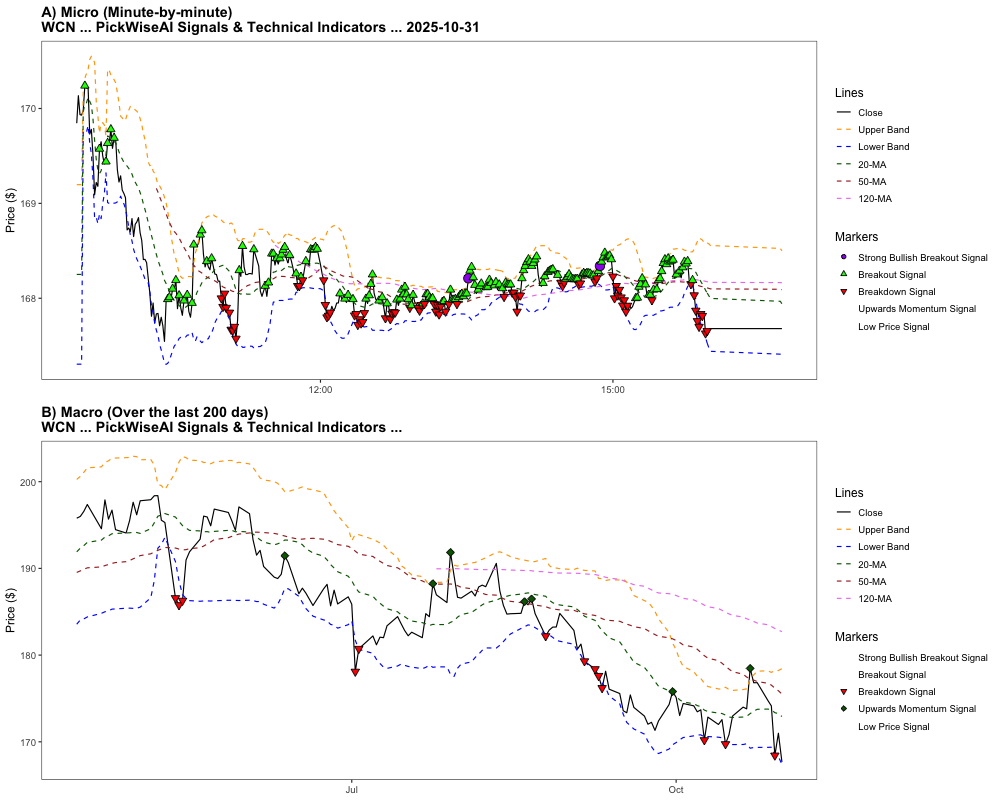 A) Micro (Minute-by-minute)
WCN ... PickWiseAI Signals & Technical Indicators ... 2025-10-31
Price ($)
170
169
168
12:00
15:00
Lines
Close
Upper Band
Lower Band
20-MA
50-MA
120-MA
Markers
Strong Bullish Breakout Signal
Breakout Signal
Breakdown Signal
Upwards Momentum Signal
Low Price Signal
B) Macro (Over the last 200 days)
WCN ... PickWiseAI Signals & Technical Indicators ...
Price ($)
200
190
180
170
Jul
Oct
Lines
Close
Upper Band
Lower Band
20-MA
50-MA
120-MA
Markers
Strong Bullish Breakout Signal
Breakout Signal
Breakdown Signal
Upwards Momentum Signal
Low Price Signal